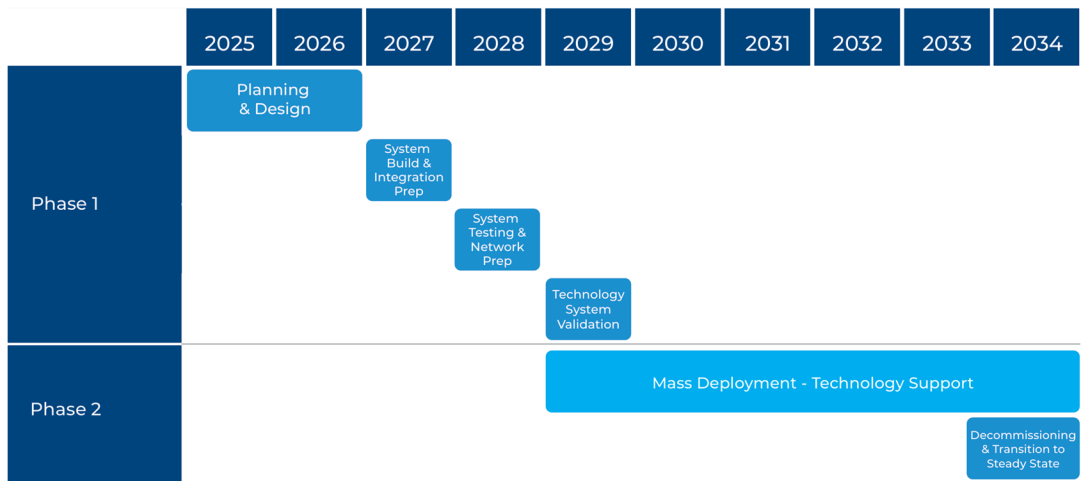 2025 2026 2027 2028 2029 2030 2031 2032 2033 2034
Phase 1
Planning
& Design
System
Build &
Integration
Prep
System
Testing &
Network
Prep
Technology
System
Validation
Phase 2
Mass Deployment - Technology Support
Decommissioning
& Transition to
Steady State